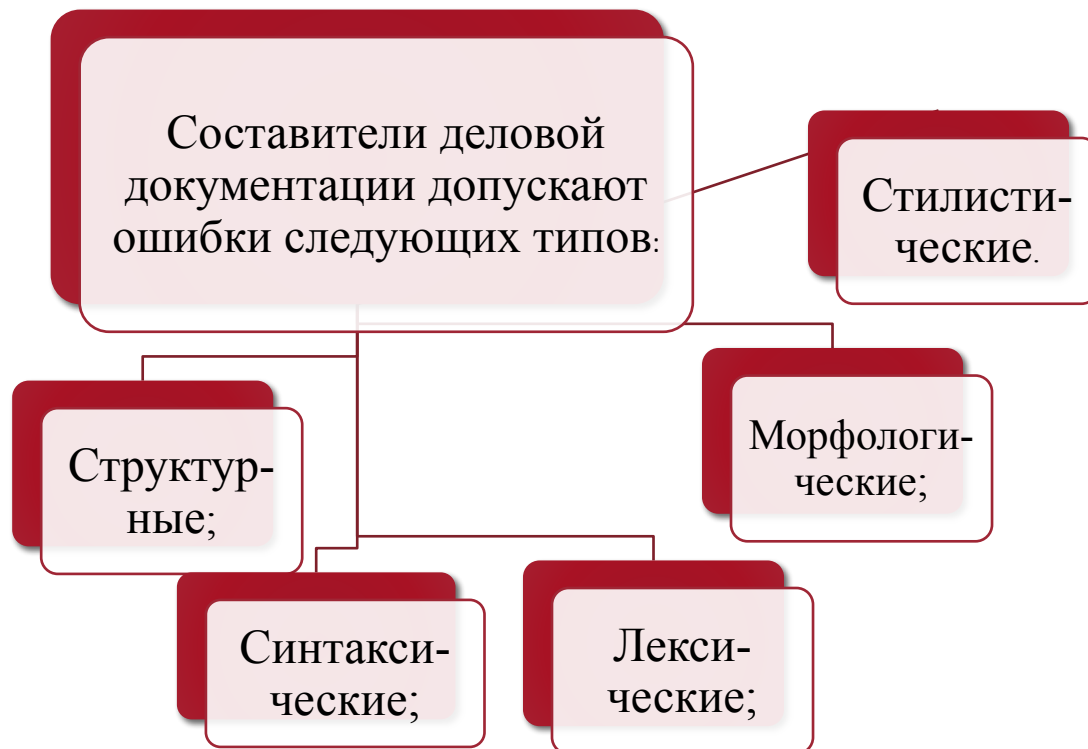 Составители деловой
документации допускают
ошибки следующих типов:
Стилисти-
ческие.
Морфологи-
ческие;
Структур-
ные;
Синтакси-
ческие;
Лекси-
ческие;